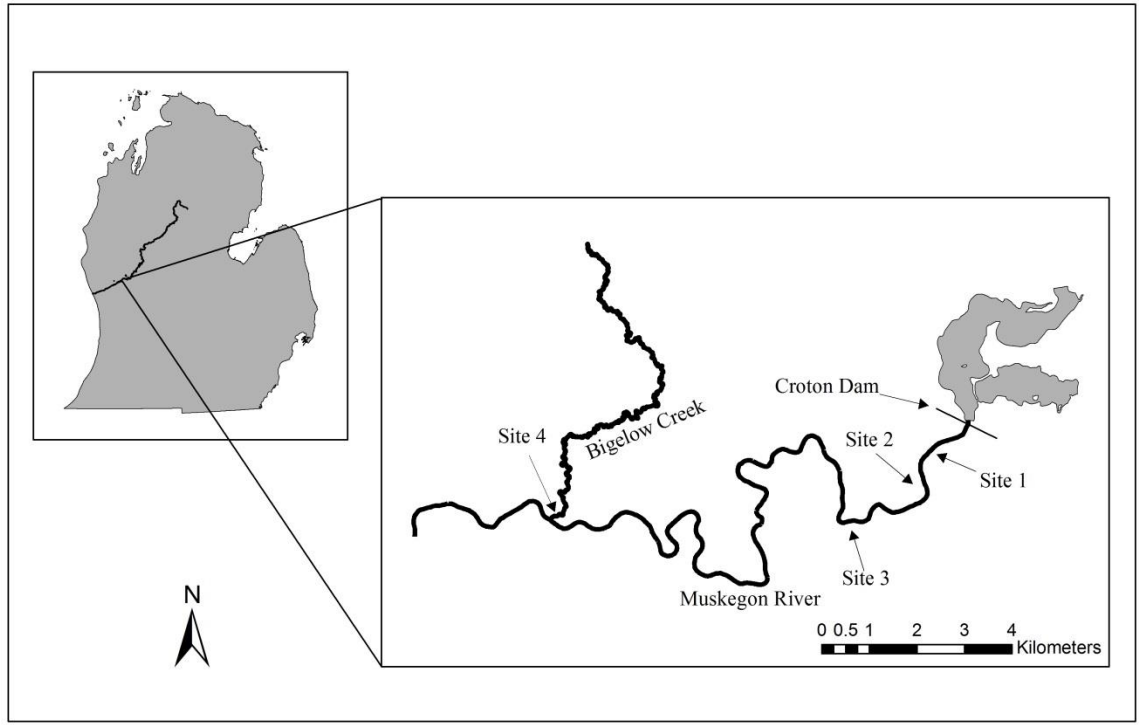 Croton Dam
Site 2
Site 1
Bigelow Creek
Site 4
Site 3
Muskegon River
N
0 0.5 1 2 3 4
Kilometers